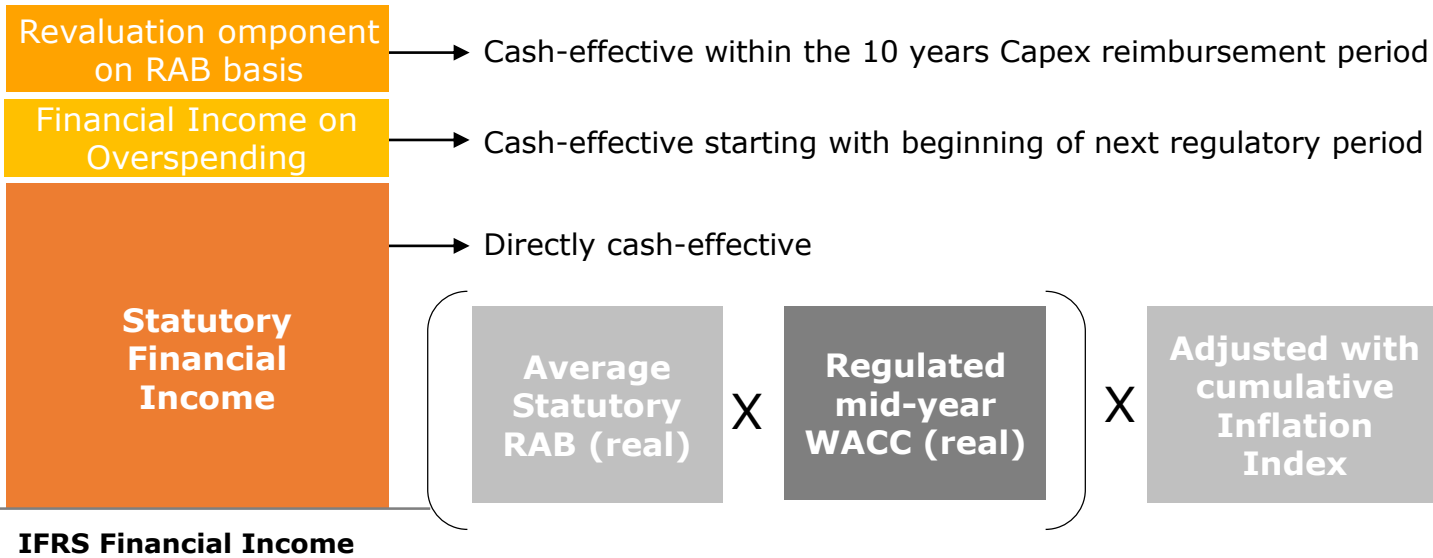 Revaluation omponent
on RAB basis
Cash-effective within the 10 years Capex reimbursement period
Financial Income on
Overspending
Cash-effective starting with beginning of next regulatory period
Directly cash-effective
Statutory
Financial
Income
Average
Statutory
RAB (real)
X
Regulated
mid-year
WACC (real)
X
Adjusted with
cumulative
Inflation
Index
IFRS Financial Income